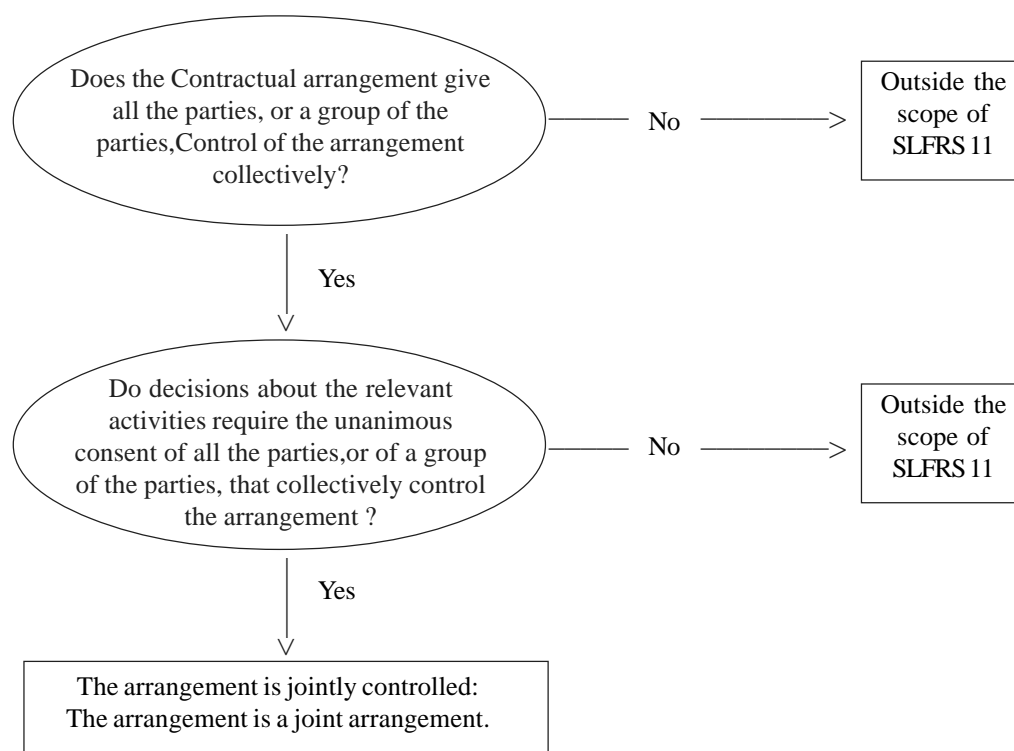 Does the Contractual arrangement give
all the parties, or a group of the
parties,Control of the arrangement
collectively?
No
Outside the
scope of
SLFRS 11
Yes
Do decisions about the relevant
activities require the unanimous
consent of all the parties,or of a group
of the parties, that collectively control
the arrangement ?
No
Outside the
scope of
SLFRS 11
Yes
The arrangement is jointly controlled:
The arrangement is a joint arrangement.